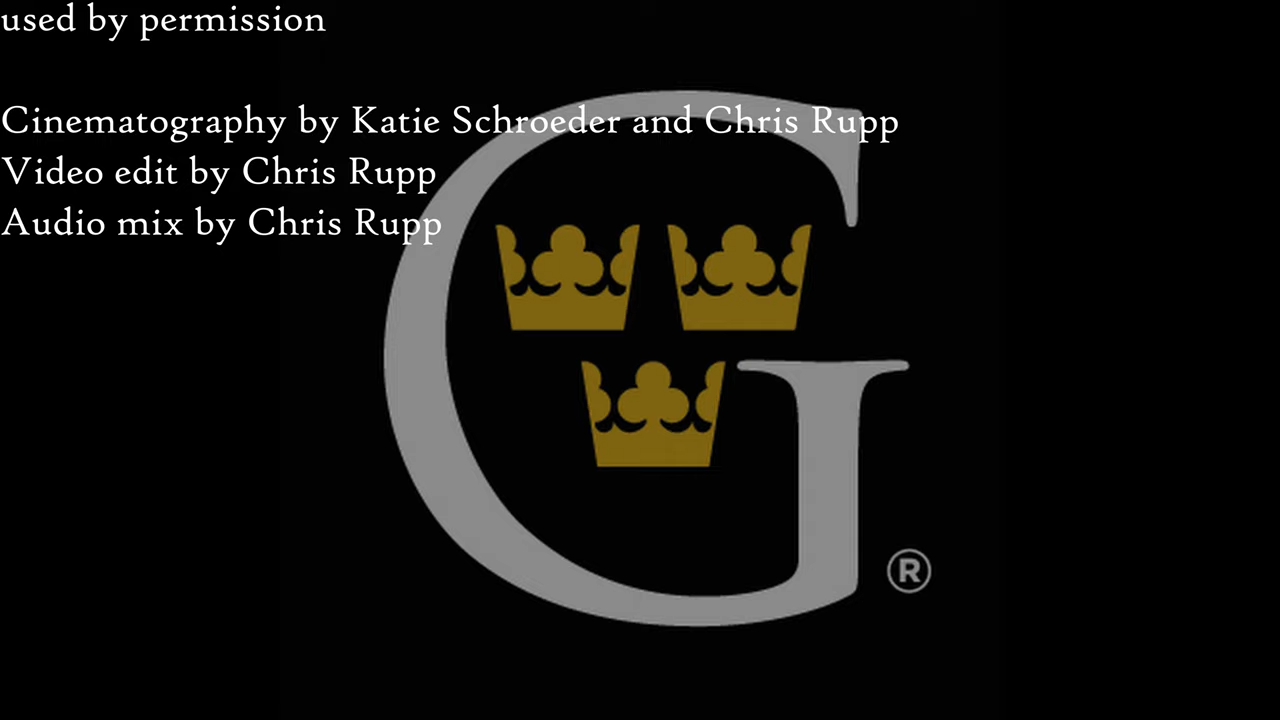 used by permission
Cinematography by Katie Schroeder and Chris Rupp
Video edit by Chris Rupp
Audio mix by Chris Rupp
G
®